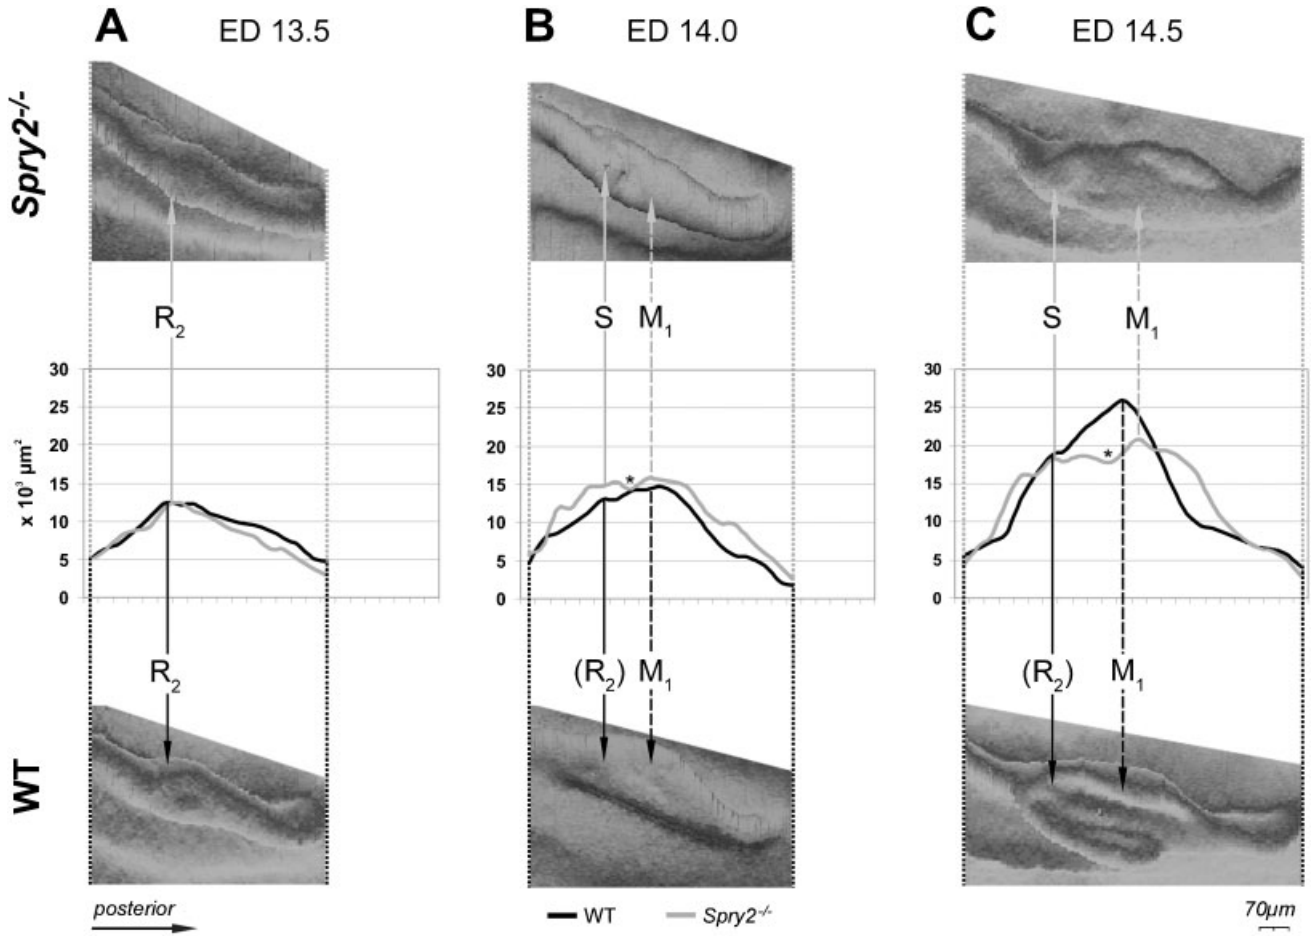 A ED 13.5
B ED 14.0
C ED 14.5
Spry2-/-
R2
S M1
S M1
30 25 20 15 10 5 0
x 10³ µm²
30 25 20 15 10 5 0
*
30 25 20 15 10 5 0
*
R2
(R2) M1
(R2) M1
WT
posterior
WT Spry2-/-
70µm